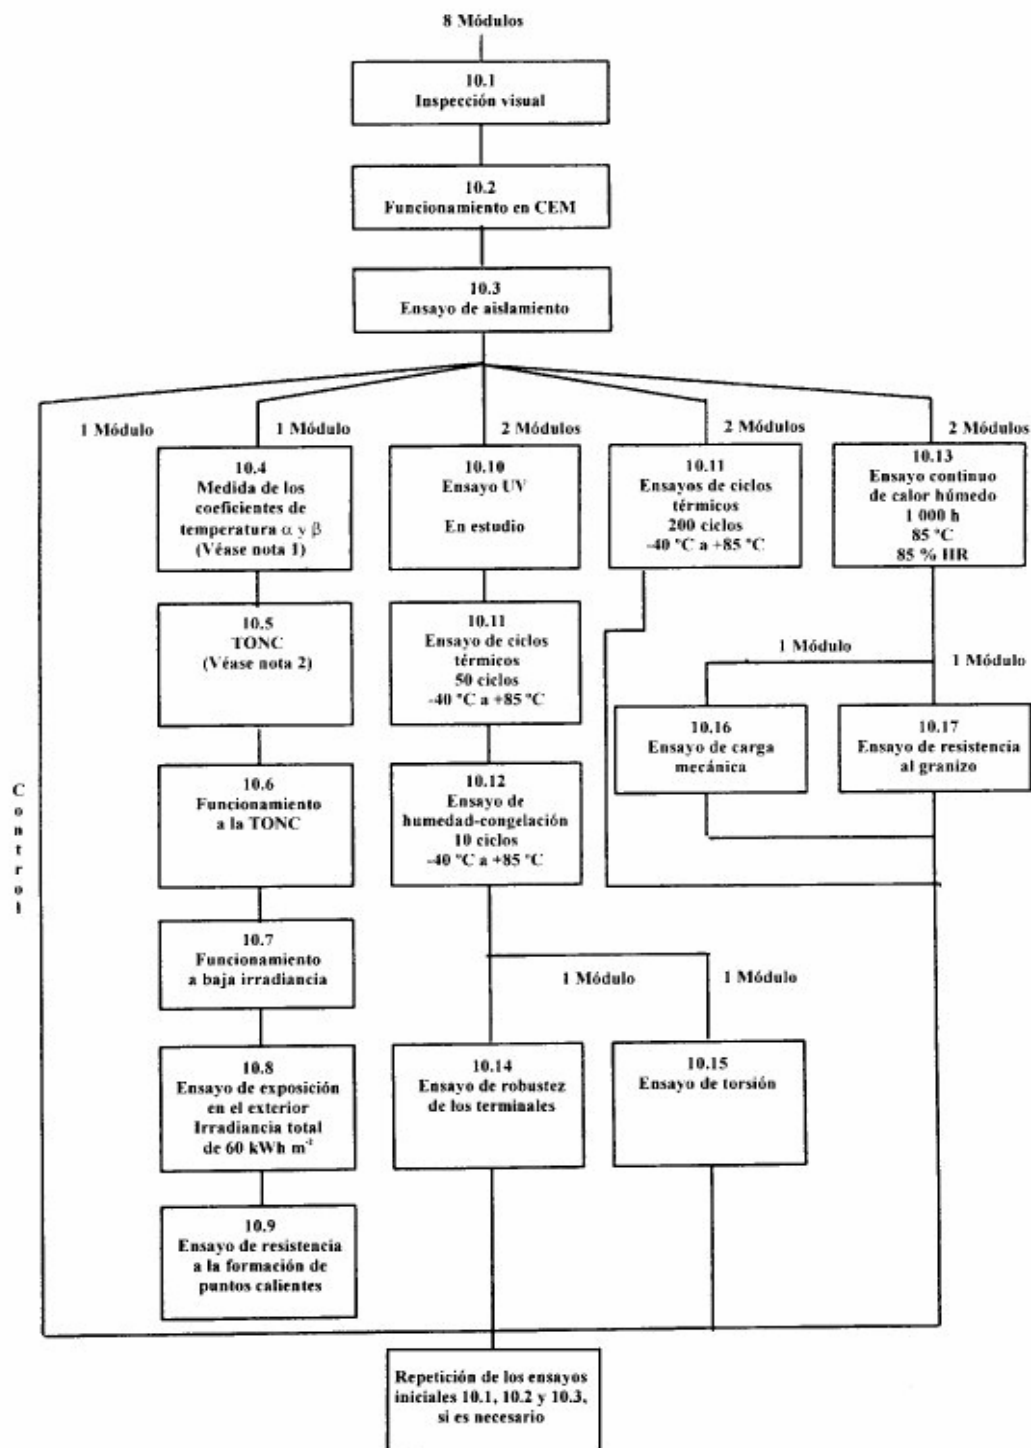 8 Módulos
10.1
Inspección visual
10.2
Funcionamiento en CEM
10.3
Ensayo de aislamiento
1 Módulo
1 Módulo
2 Módulos
2 Módulos
2 Módulos
10.4
Medida de los
coeficientes de
temperatura α y β
(Véase nota 1)
10.10
Ensayo UV
En estudio
10.11
Ensayos de ciclos
térmicos
200 ciclos
-40 ºC a +85 ºC
10.13
Ensayo continuo
de calor húmedo
1 000 h
85 ºC
85 % HR
10.5
TONC
(Véase nota 2)
10.11
Ensayo de ciclos
térmicos
50 ciclos
-40 ºC a +85 ºC
1 Módulo
1 Módulo
10.16
Ensayo de carga
mecánica
10.17
Ensayo de resistencia
al granizo
Control
10.6
Funcionamiento
a la TONC
10.12
Ensayo de
humedad-congelación
10 ciclos
-40 ºC a +85 ºC
10.7
Funcionamiento
a baja irradiancia
1 Módulo
1 Módulo
10.8
Ensayo de exposición
en el exterior
Irradiancia total
de 60 kWh m⁻²
10.14
Ensayo de robustez
de los terminales
10.15
Ensayo de torsión
10.9
Ensayo de resistencia
a la formación de
puntos calientes
Repetición de los ensayos
iniciales 10.1, 10.2 y 10.3,
si es necesario